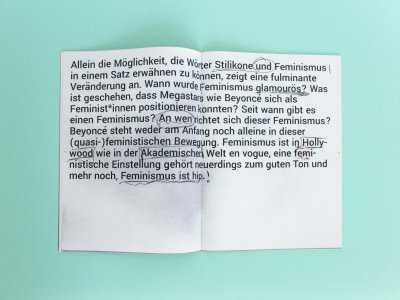 Allein die Möglichkeit, die Wörter Stilikone und Feminismus
in einem Satz erwähnen zu können, zeigt eine fulminante
Veränderung an. Wann wurde Feminismus glamourös? Was
ist geschehen, dass Megastars wie Beyoncé sich als
Feminist*innen positionieren konnten? Seit wann gibt es
einen Feminismus? An wen richtet sich dieser Feminismus?
Beyoncé steht weder am Anfang noch alleine in dieser
(quasi-)feministischen Bewegung. Feminismus ist in Holly-
wood wie in der Akademischen Welt en vogue, eine femi-
nistische Einstellung gehört neuerdings zum guten Ton und
mehr noch, Feminismus ist hip.